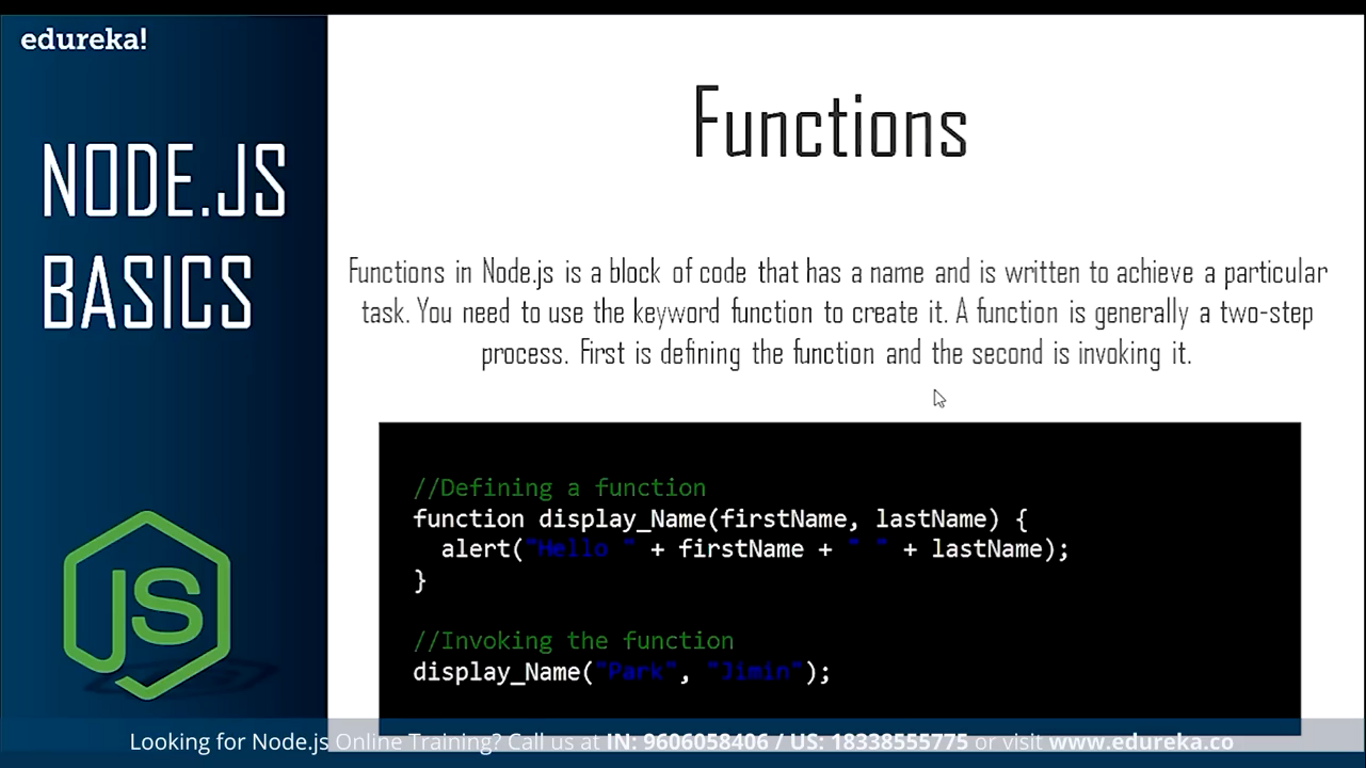 edureka!
NODE.JS
BASICS
JS
Functions
Functions in Node.js is a block of code that has a name and is written to achieve a particular
task. You need to use the keyword function to create it. A function is generally a two-step
process. First is defining the function and the second is invoking it.
//Defining a function
function display_Name(firstName, lastName) {
  alert("Hello " + firstName + " " + lastName);
}
//Invoking the function
display_Name("Park", "Jimin");
Looking for Node.js Online Training? Call us at IN: 9606058406 / US: 18338555775 or visit www.edureka.co